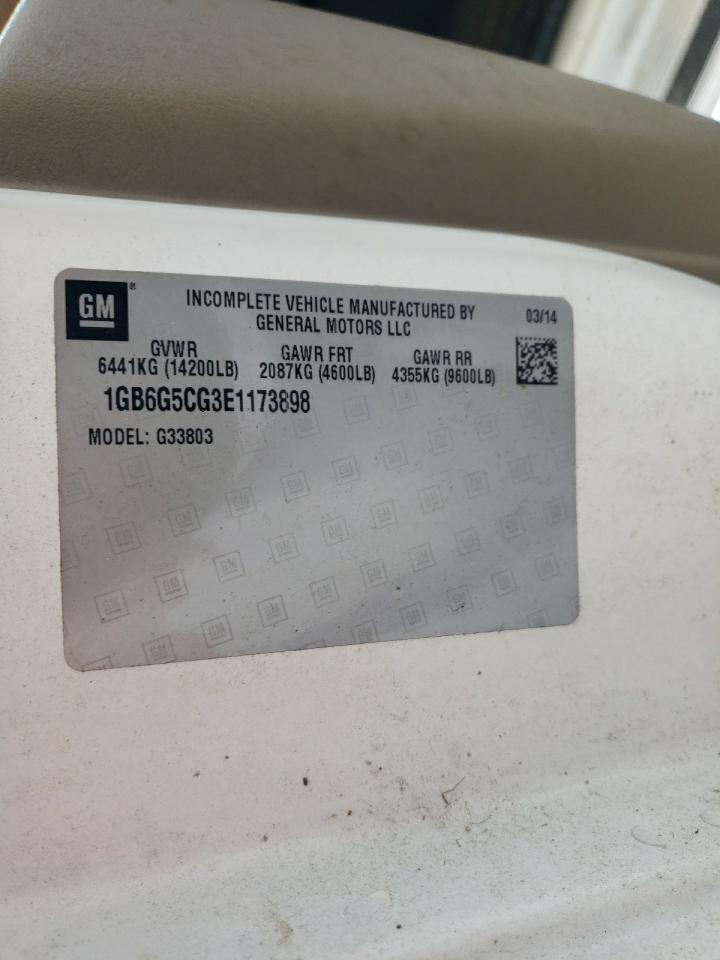 GM®
INCOMPLETE VEHICLE MANUFACTURED BY
GENERAL MOTORS LLC
03/14
GVWR GAWR FRT GAWR RR
6441KG (14200LB) 2087KG (4600LB) 4355KG (9600LB)
1GB6G5CG3E1173898
MODEL: G33803